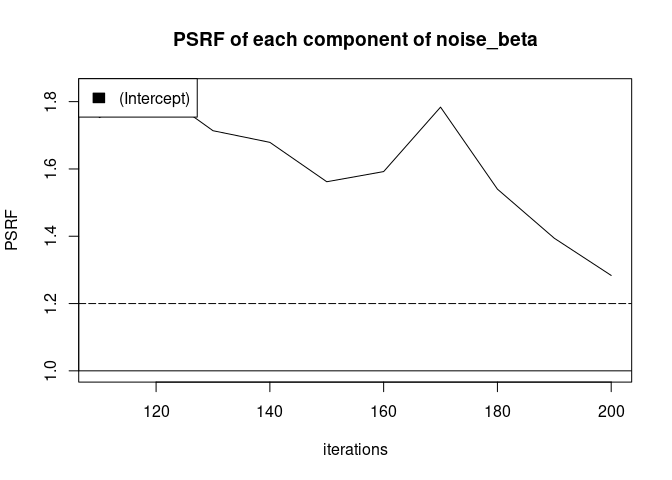 PSRF of each component of noise_beta
(Intercept)
PSRF
1.8
1.6
1.4
1.2
1.0
120 140 160 180 200
iterations